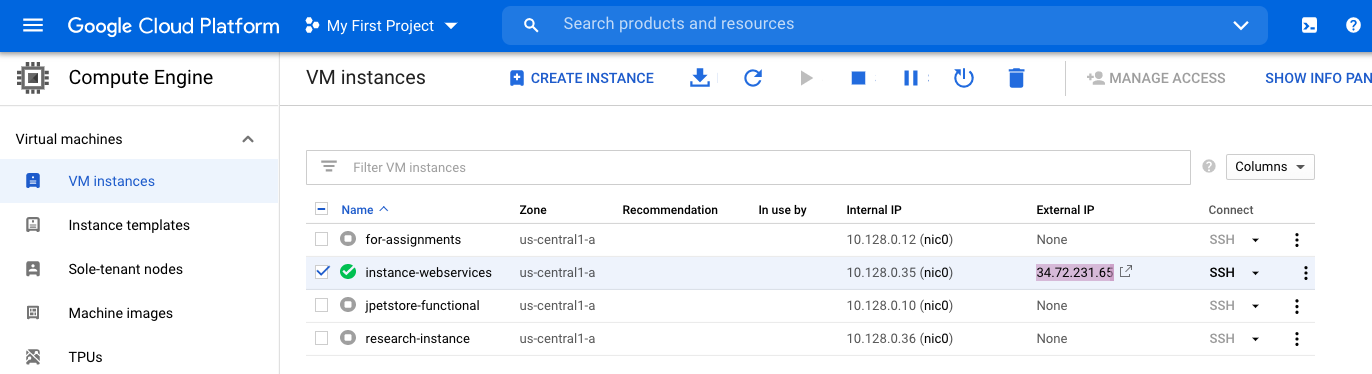 Google Cloud Platform My First Project Search products and resources
Compute Engine VM instances CREATE INSTANCE MANAGE ACCESS SHOW INFO PAN
Virtual machines
VM instances
Instance templates
Sole-tenant nodes
Machine images
TPUs
Filter VM instances Columns
Name Zone Recommendation In use by Internal IP External IP Connect
for-assignments us-central1-a 10.128.0.12 (nic0) None SSH
instance-webservices us-central1-a 10.128.0.35 (nic0) 34.72.231.65 SSH
jpetstore-functional us-central1-a 10.128.0.10 (nic0) None SSH
research-instance us-central1-a 10.128.0.36 (nic0) None SSH